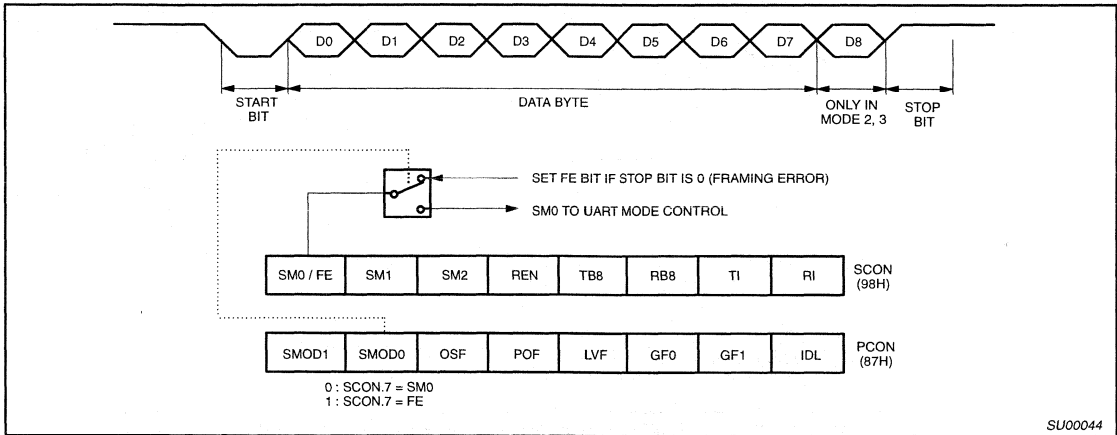 D0 D1 D2 D3 D4 D5 D6 D7 D8
START
BIT
DATA BYTE
ONLY IN
MODE 2, 3
STOP
BIT
SET FE BIT IF STOP BIT IS 0 (FRAMING ERROR)
SM0 TO UART MODE CONTROL
SM0 / FE SM1 SM2 REN TB8 RB8 TI RI
SCON
(98H)
SMOD1 SMOD0 OSF POF LVF GF0 GF1 IDL
PCON
(87H)
0 : SCON.7 = SM0
1 : SCON.7 = FE
SU00044